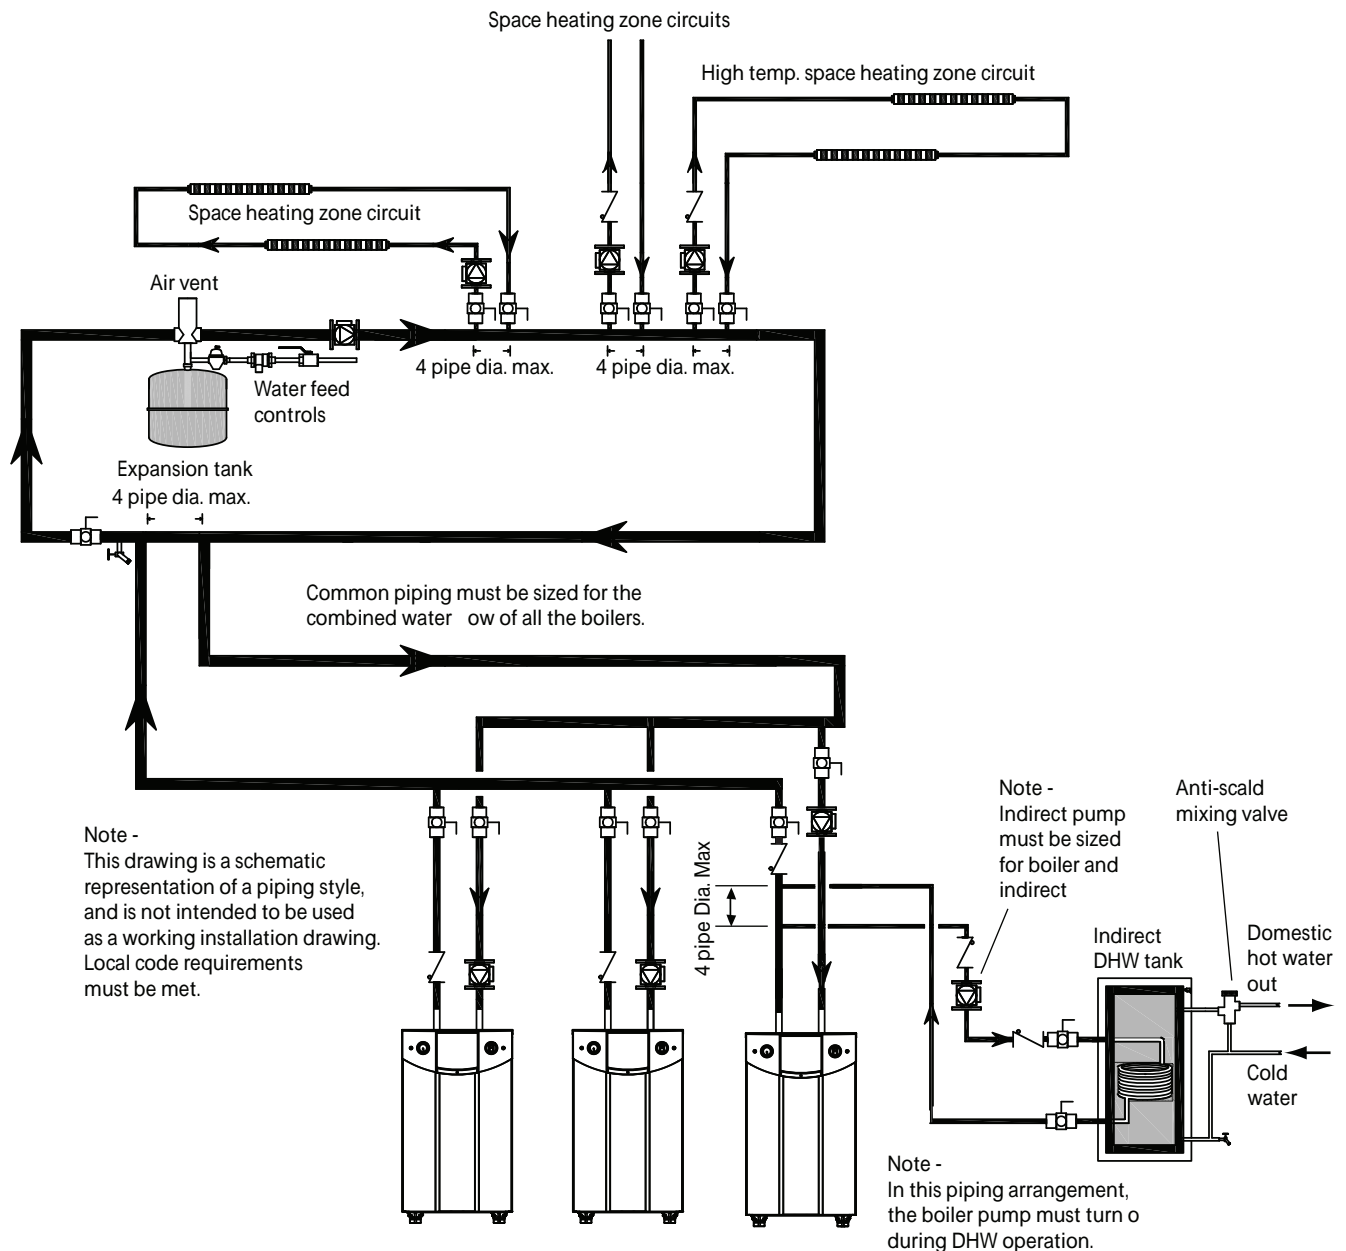 Space heating zone circuits
High temp. space heating zone circuit
Space heating zone circuit
Air vent
4 pipe dia. max.
4 pipe dia. max.
Water feed
controls
Expansion tank
4 pipe dia. max.
Common piping must be sized for the
combined water ow of all the boilers.
Note -
This drawing is a schematic
representation of a piping style,
and is not intended to be used
as a working installation drawing.
Local code requirements
must be met.
4 pipe Dia. Max
Note -
Indirect pump
must be sized
for boiler and
indirect
Anti-scald
mixing valve
Indirect
DHW tank
Domestic
hot water
out
Cold
water
Note -
In this piping arrangement,
the boiler pump must turn o
during DHW operation.